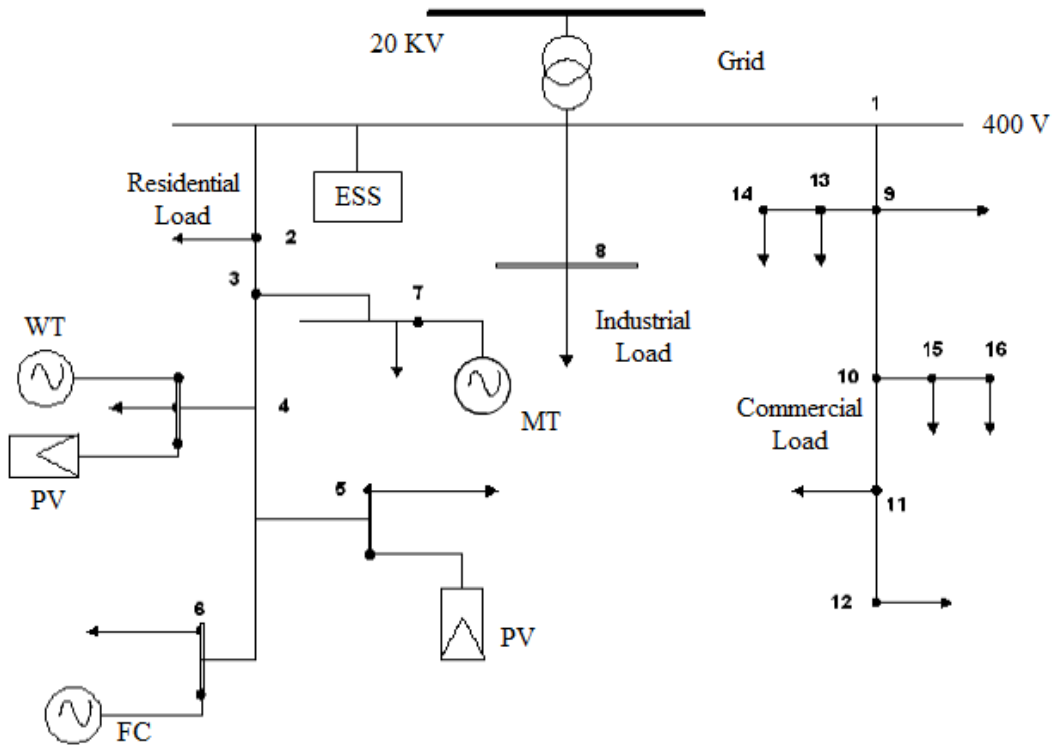 20 KV
Grid
1
400 V
Residential
Load
ESS
14
13
9
2
8
3
7
WT
Industrial
Load
15
16
10
4
MT
Commercial
Load
PV
5
11
6
12
PV
FC